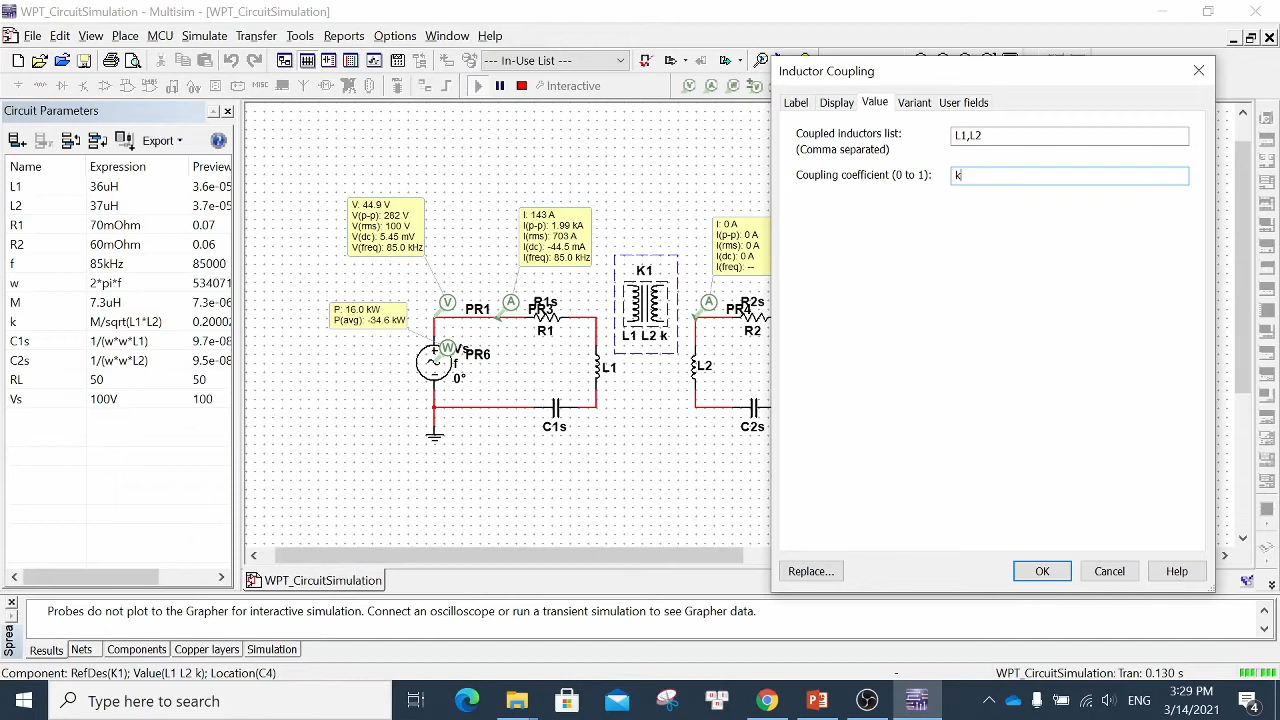 WPT_CircuitSimulation - Multisim - [WPT_CircuitSimulation]
File Edit View Place MCU Simulate Transfer Tools Reports Options Window Help
--- In-Use List ---
Interactive
Circuit Parameters
Export
Name Expression Preview
L1 36uH 3.6e-05
L2 37uH 3.7e-05
R1 70mOhm 0.07
R2 60mOhm 0.06
f 85kHz 85000
w 2*pi*f 534071
M 7.3uH 7.3e-06
k M/sqrt(L1*L2) 0.2000
C1s 1/(w*w*L1) 9.7e-08
C2s 1/(w*w*L2) 9.5e-08
RL 50 50
Vs 100V 100
V: 44.9 V
V(p-p): 282 V
V(rms): 100 V
V(dc): 5.45 mV
V(freq): 85.0 kHz
I: 143 A
I(p-p): 1.99 kA
I(rms): 703 A
I(dc): -44.5 mA
I(freq): 85.0 kHz
I: 0 A
I(p-p): 0 A
I(rms): 0 A
I(dc): 0 A
I(freq): --
P: 16.0 kW
P(avg): -34.6 kW
V
PR1
A
PR3
R1s
R1
K1
L1 L2 k
A
PR4
R2s
R2
W
Vs
PR6
f
0°
L1
L2
C1s
C2s
Inductor Coupling
Label Display Value Variant User fields
Coupled inductors list:
(Comma separated)
L1,L2
Coupling coefficient (0 to 1):
k
Replace...
OK
Cancel
Help
WPT_CircuitSimulation
Sprea
Probes do not plot to the Grapher for interactive simulation. Connect an oscilloscope or run a transient simulation to see Grapher data.
Results Nets Components Copper layers Simulation
Component: RefDes(K1); Value(L1 L2 k); Location(C4)
-
WPT_CircuitSimulation: Tran: 0.130 s
Type here to search
ENG
3:29 PM
3/14/2021
4